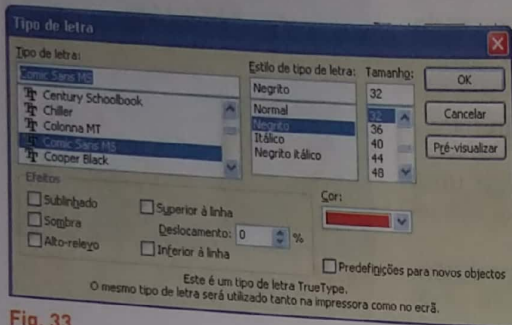 Tipo de letra
Tipo de letra:
Comic Sans MS
Century Schoolbook
Chiller
Colonna MT
Comic Sans MS
Cooper Black
Estilo de tipo de letra:
Negrito
Normal
Negrito
Itálico
Negrito itálico
Tamanho:
32
32
36
40
44
48
OK
Cancelar
Pré-visualizar
Efeitos
Sublinhado
Sombra
Alto-relevo
Superior à linha
Deslocamento: 0 %
Inferior à linha
Cor:
Predefinições para novos objectos
Este é um tipo de letra TrueType.
O mesmo tipo de letra será utilizado tanto na impressora como no ecrã.
Fig. 33